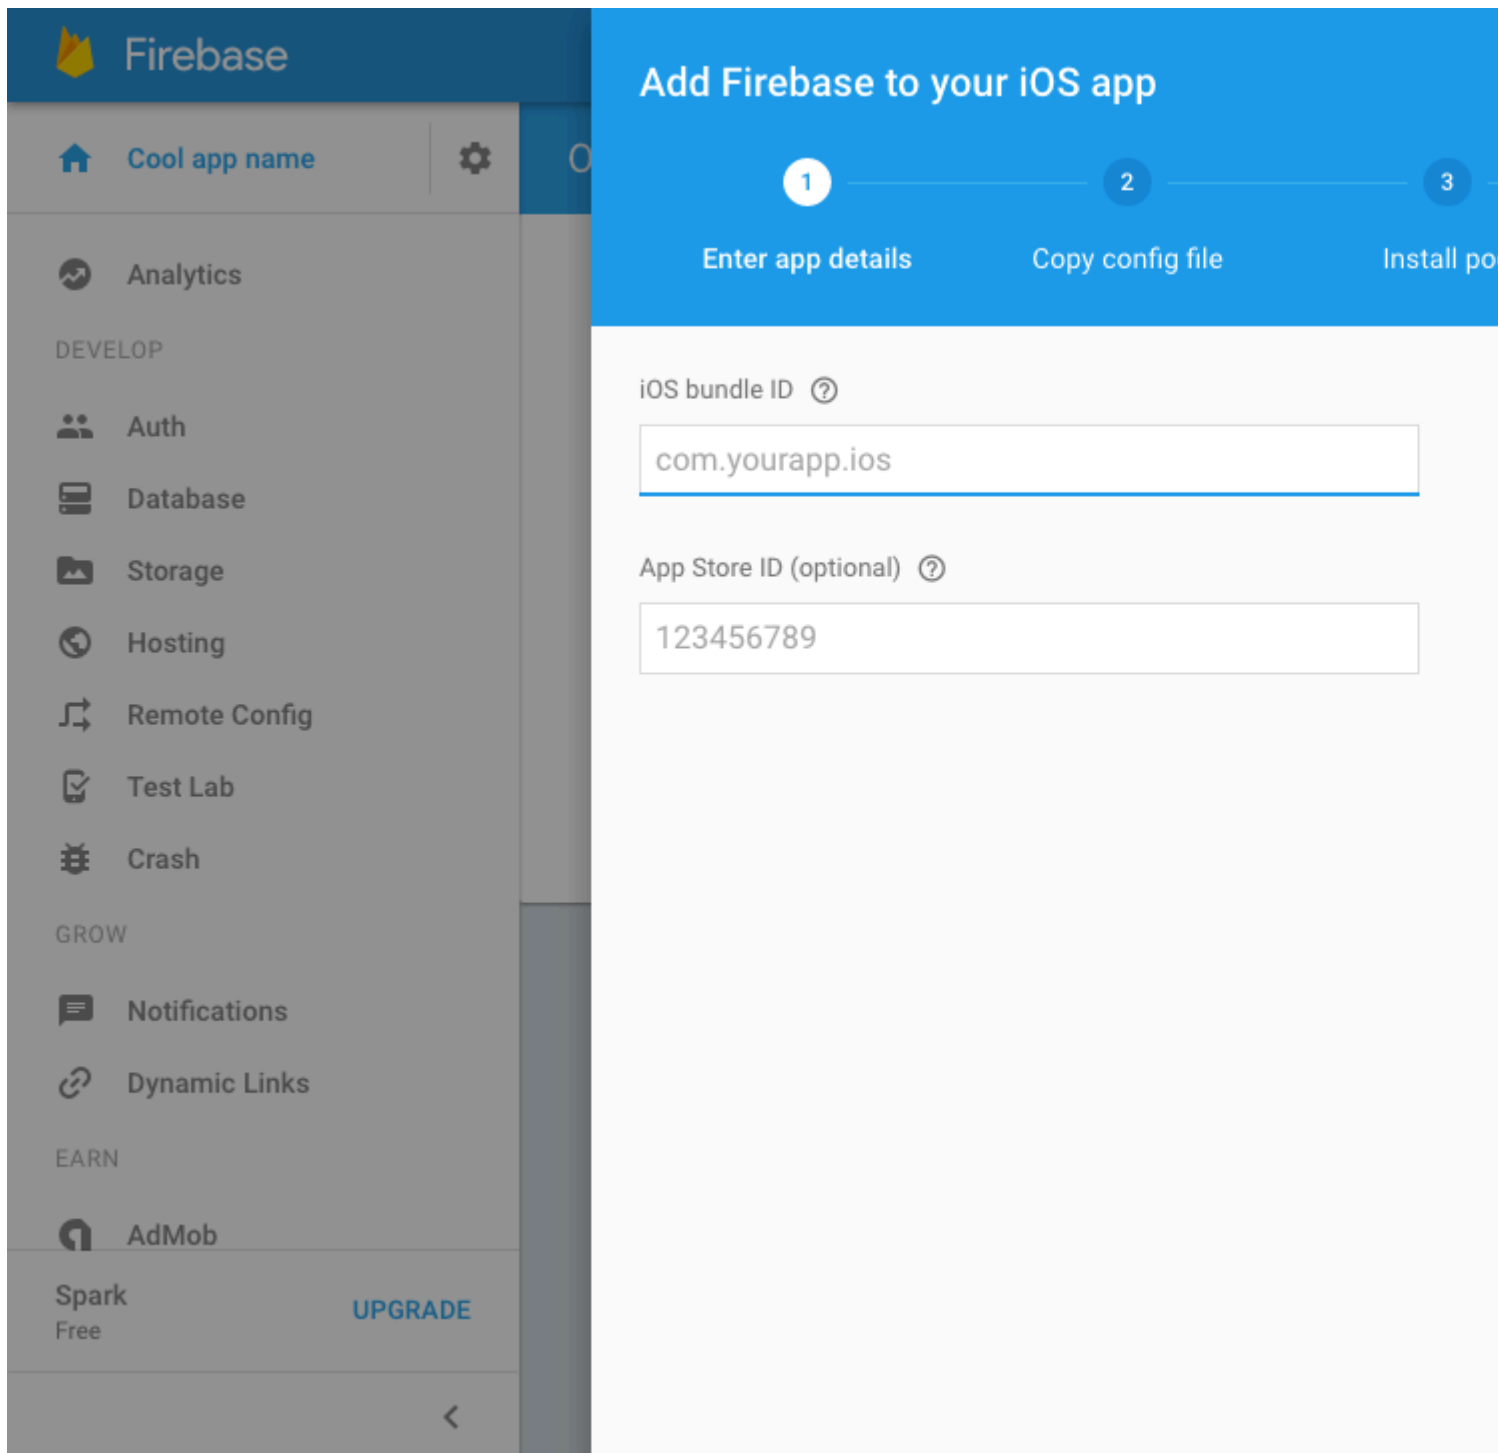 Firebase
Cool app name
Analytics
DEVELOP
Auth
Database
Storage
Hosting
Remote Config
Test Lab
Crash
GROW
Notifications
Dynamic Links
EARN
AdMob
Spark
Free
UPGRADE
Add Firebase to your iOS app
1 2 3
Enter app details Copy config file Install
iOS bundle ID
com.yourapp.ios
App Store ID (optional)
123456789